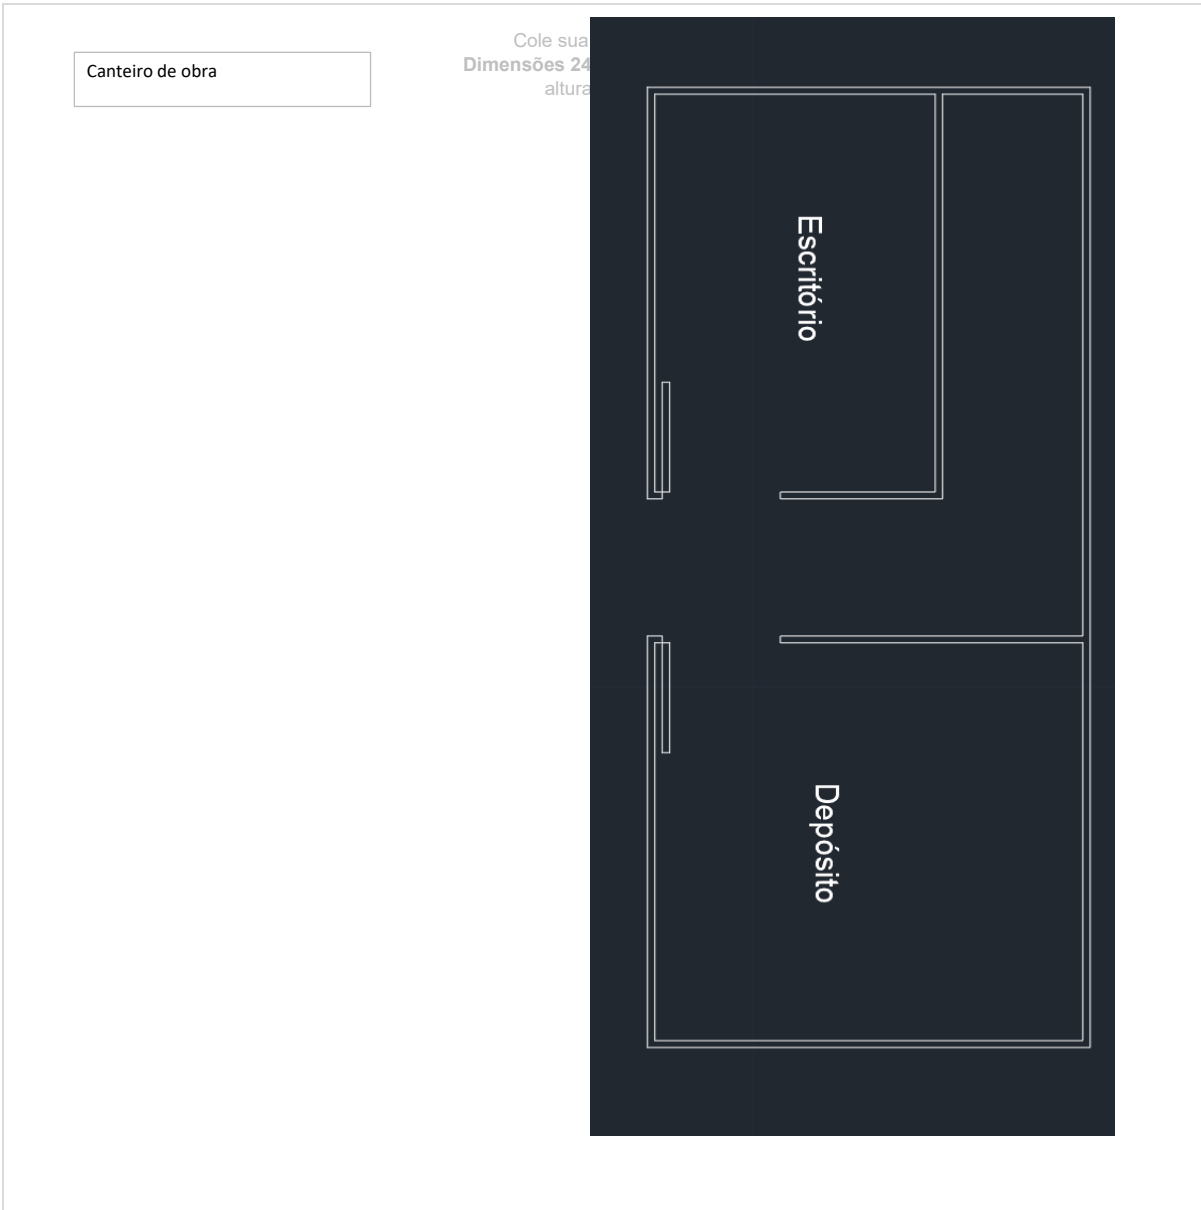 Canteiro de obra
Cole sua
Dimensões 24
altura
Escritório
Depósito